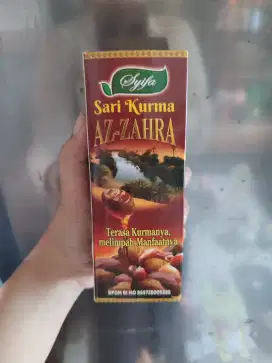 Syifa
Sari Kurma
AZ-ZAHRA
Terasa Kurmanya,
melimpah Manfaatnya